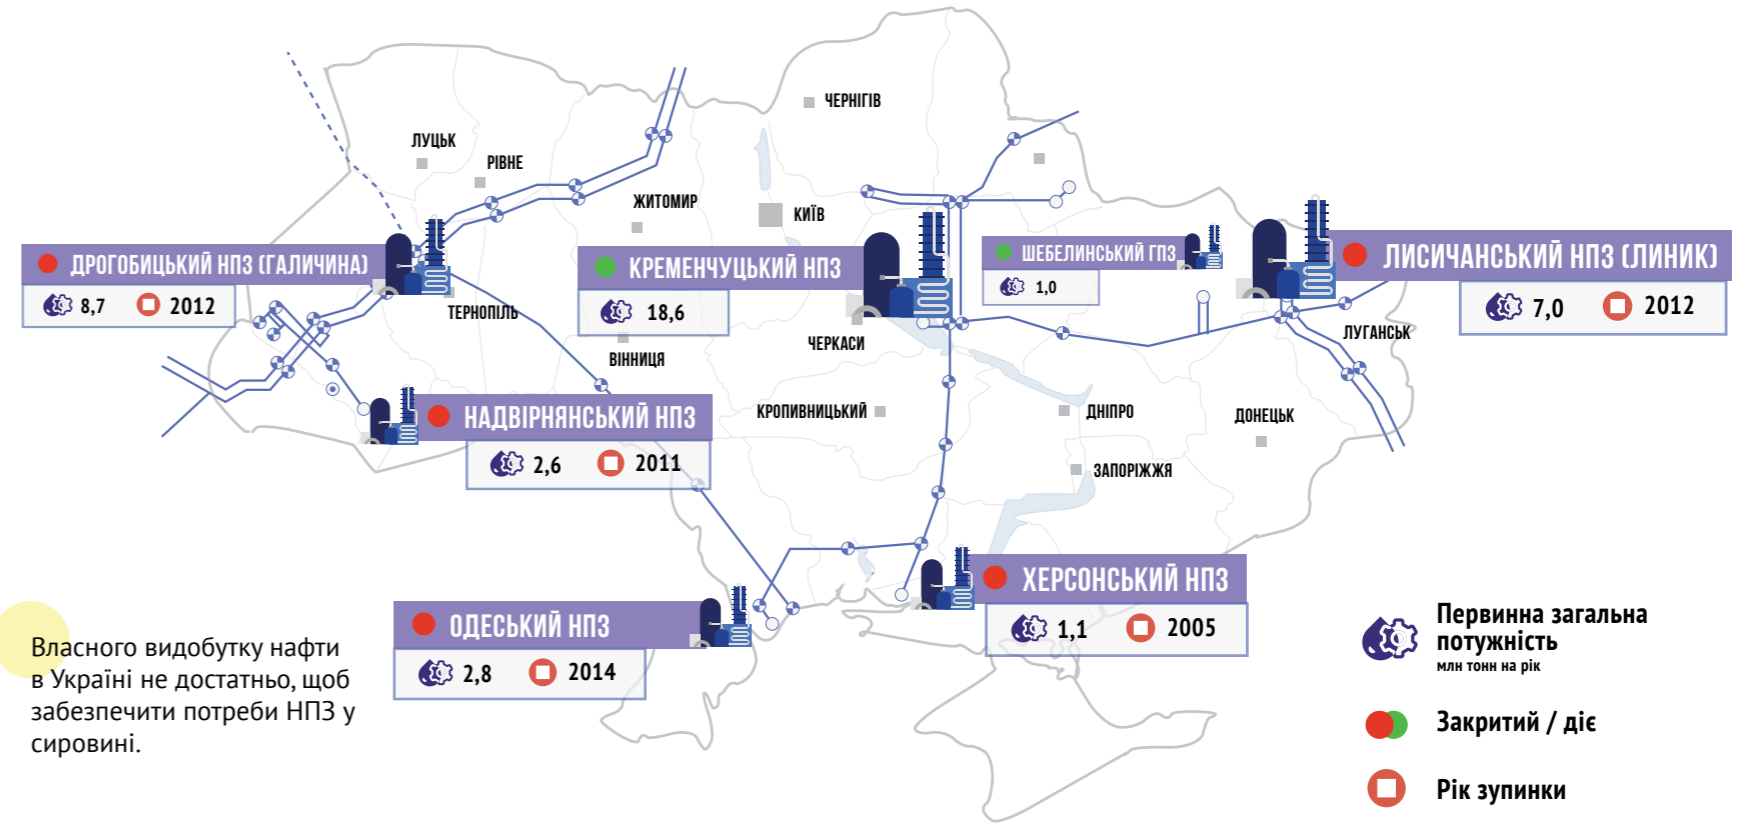 ЧЕРНІГІВ
ЛУЦЬК
РІВНЕ
ЖИТОМИР
КИЇВ
ДРОГОБИЦЬКИЙ НПЗ (ГАЛИЧИНА)
8,7 2012
КРЕМЕНЧУЦЬКИЙ НПЗ
18,6
ШЕБЕЛИНСЬКИЙ ГПЗ
1,0
ЛИСИЧАНСЬКИЙ НПЗ (ЛИНИК)
7,0 2012
ТЕРНОПІЛЬ
ВІННИЦЯ
ЧЕРКАСИ
ЛУГАНСЬК
НАДВІРНЯНСЬКИЙ НПЗ
2,6 2011
КРОПИВНИЦЬКИЙ
ДНІПРО
ДОНЕЦЬК
ЗАПОРІЖЖЯ
ХЕРСОНСЬКИЙ НПЗ
1,1 2005
ОДЕСЬКИЙ НПЗ
2,8 2014
Власного видобутку нафти
в Україні не достатньо, щоб
забезпечити потреби НПЗ у
сировині.
Первинна загальна
потужність
млн тонн на рік
Закритий / діє
Рік зупинки